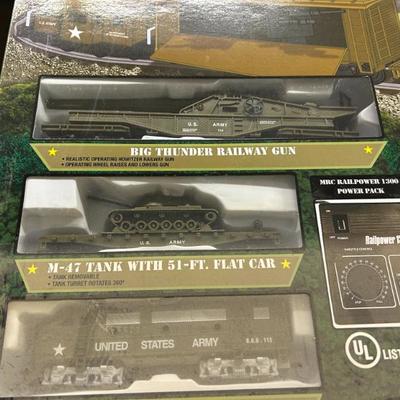 U.S. ARMY
BIG THUNDER RAILWAY GUN
• REALISTIC OPERATING HOWITZER RAILWAY GUN
• OPERATING WHEEL RAISES AND LOWERS GUN
MRC RAILPOWER 1300
POWER PACK
U.S. ARMY
M-47 TANK WITH 51-FT. FLAT CAR
• TANK REMOVABLE
• TANK TURRET ROTATES 360°
Railpower 13
UNITED STATES ARMY
UL LIST